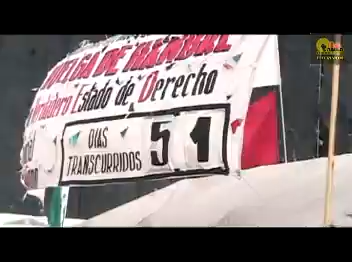 HUELGA DE HAMBRE
Verdadero Estado de Derecho
DIAS
TRANSCURRIDOS
51